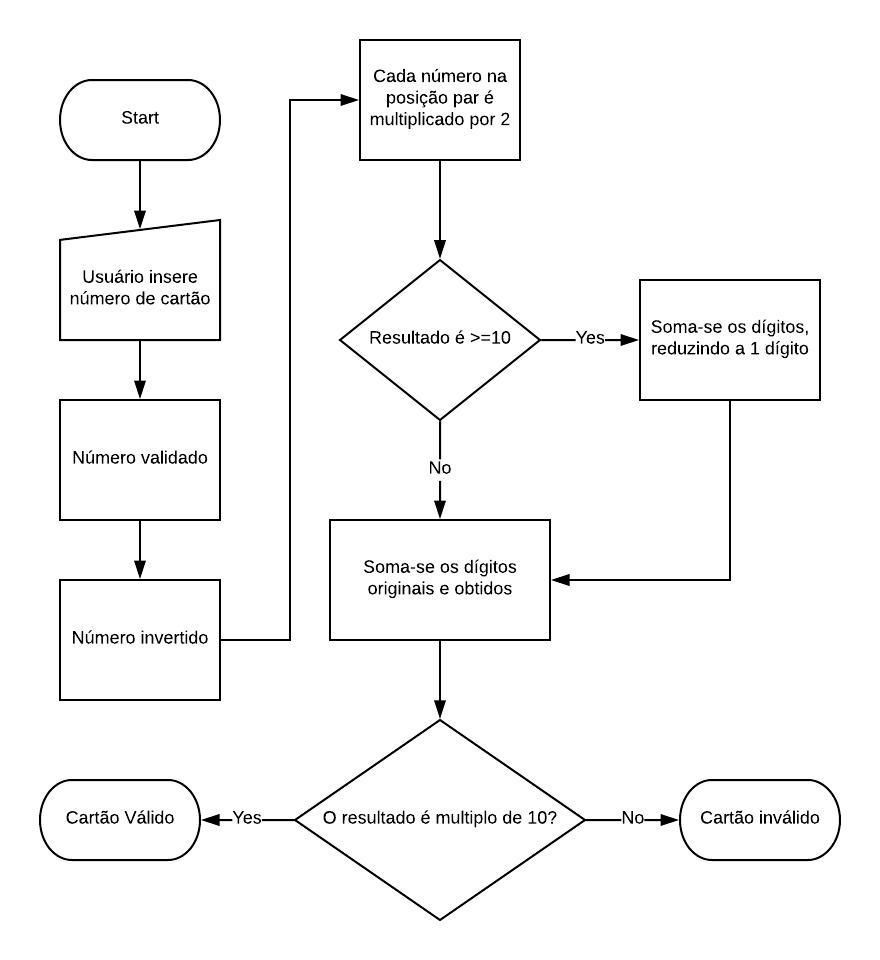 Start
Usuário insere
número de cartão
Número validado
Número invertido
Cada número na
posição par é
multiplicado por 2
Resultado é >=10
Yes
Soma-se os dígitos,
reduzindo a 1 dígito
No
Soma-se os dígitos
originais e obtidos
O resultado é multiplo de 10?
Yes
Cartão Válido
No
Cartão inválido